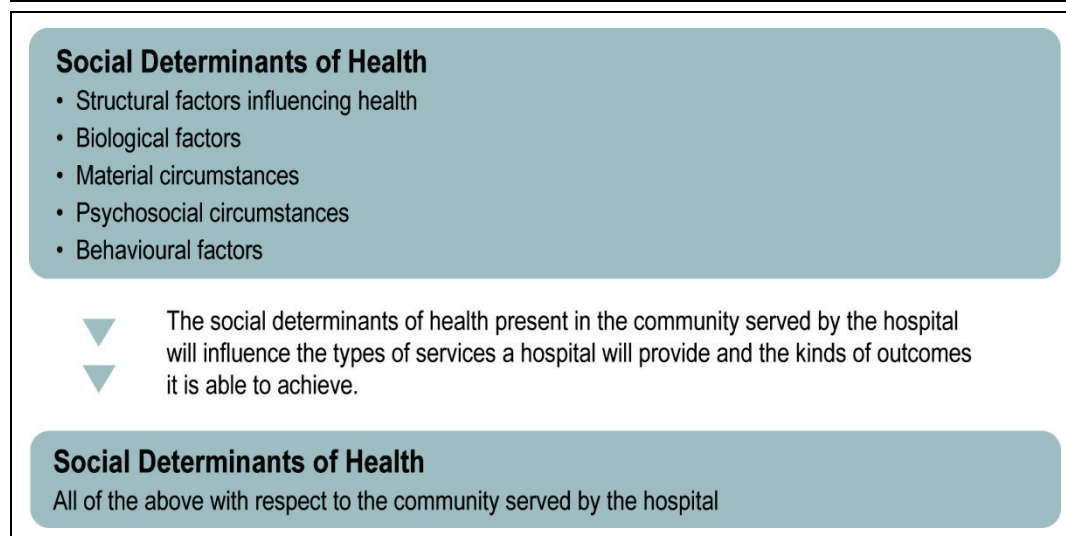 Social Determinants of Health
• Structural factors influencing health
• Biological factors
• Material circumstances
• Psychosocial circumstances
• Behavioural factors
The social determinants of health present in the community served by the hospital
will influence the types of services a hospital will provide and the kinds of outcomes
it is able to achieve.
Social Determinants of Health
All of the above with respect to the community served by the hospital